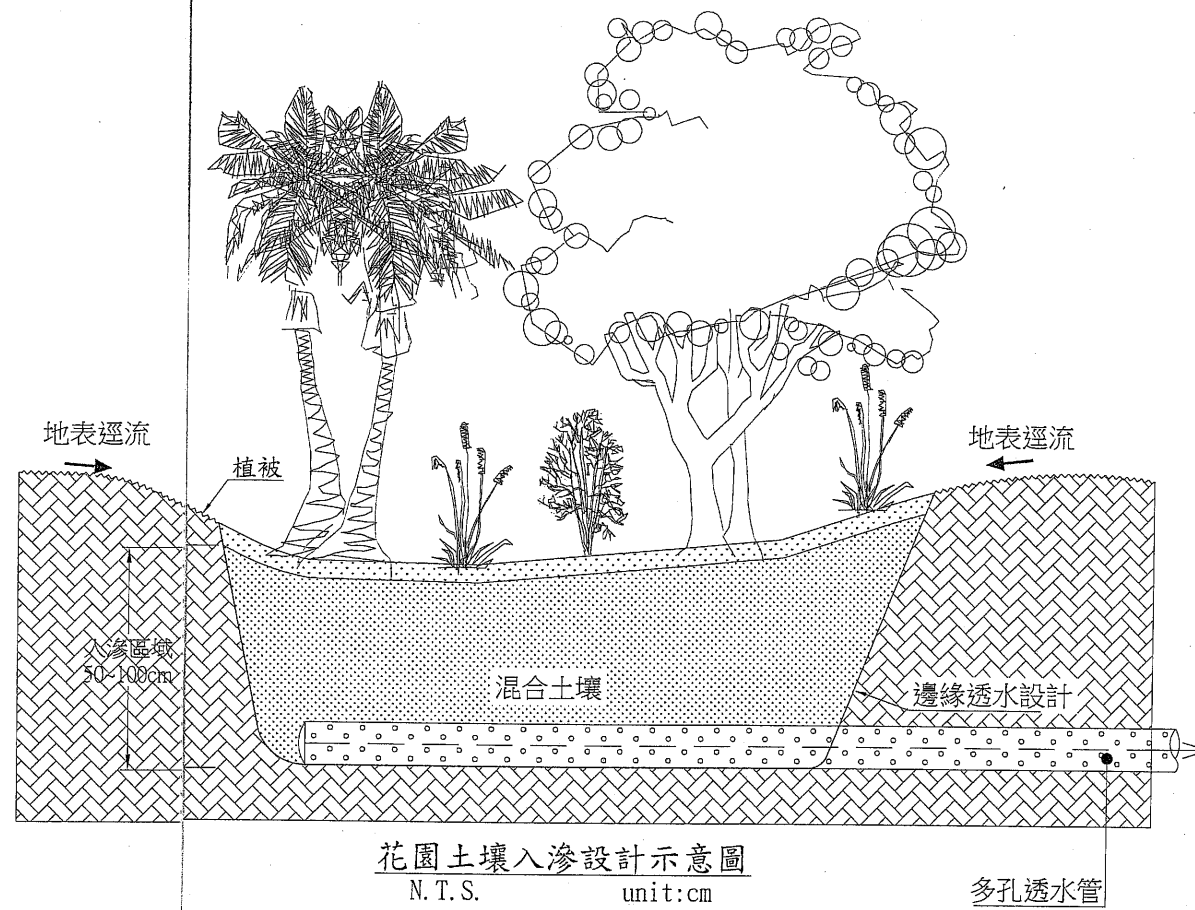 地表逕流
地表逕流
植被
入滲區域
50~100cm
混合土壤
邊緣透水設計
花園土壤入滲設計示意圖
N.T.S. unit:cm
多孔透水管